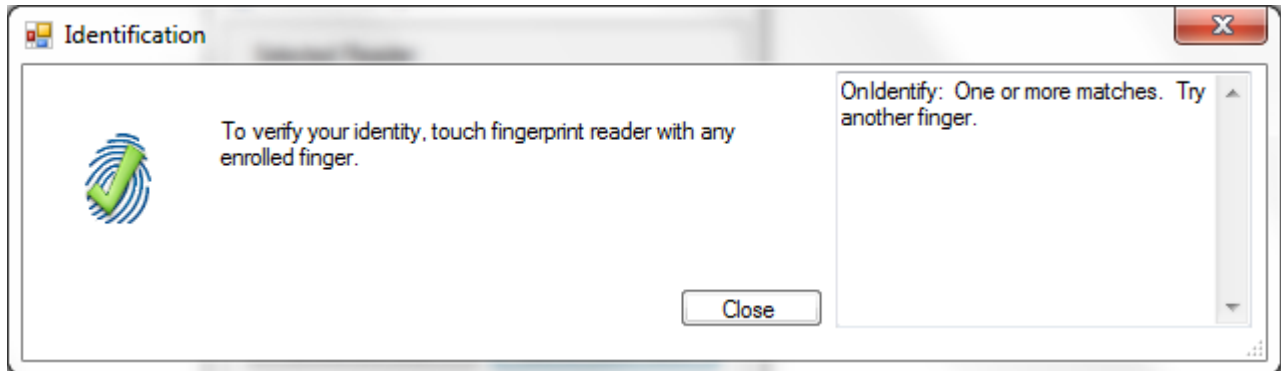 Identification
To verify your identity, touch fingerprint reader with any
enrolled finger.
OnIdentify:  One or more matches.  Try
another finger.
Close